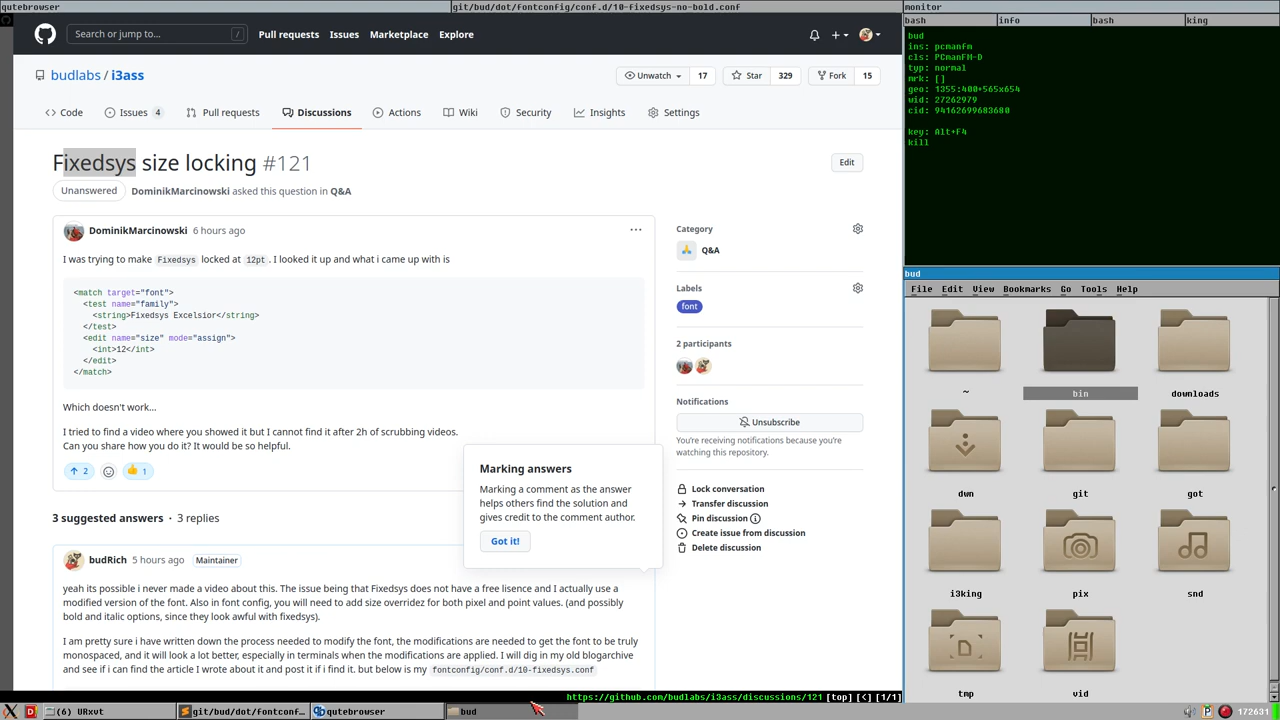 qutebrowser
git/bud/dot/fontconfig/conf.d/10-fixedsys-no-bold.conf
Search or jump to...
/
Pull requests
Issues
Marketplace
Explore
budlabs / i3ass
Unwatch
17
Star
329
Fork
15
Code
Issues 4
Pull requests
Discussions
Actions
Wiki
Security
Insights
Settings
Fixedsys size locking #121
Edit
Unanswered
DominikMarcinowski asked this question in Q&A
DominikMarcinowski 6 hours ago
I was trying to make Fixedsys locked at 12pt. I looked it up and what i came up with is
<match target="font">
<test name="family">
<string>Fixedsys Excelsior</string>
</test>
<edit name="size" mode="assign">
<int>12</int>
</edit>
</match>
Which doesn't work...
I tried to find a video where you showed it but I cannot find it after 2h of scrubbing videos.
Can you share how you do it? It would be so helpful.
2
1
Category
Q&A
Labels
font
2 participants
Notifications
Unsubscribe
You're receiving notifications because you're
watching this repository.
Lock conversation
Transfer discussion
Pin discussion
Create issue from discussion
Delete discussion
Marking answers
Marking a comment as the answer
helps others find the solution and
gives credit to the comment author.
Got it!
3 suggested answers · 3 replies
budRich 5 hours ago
Maintainer
yeah its possible i never made a video about this. The issue being that Fixedsys does not have a free lisence and I actually use a
modified version of the font. Also in font config, you will need to add size overridez for both pixel and point values. (and possibly
bold and italic options, since they look awful with fixedsys).
I am pretty sure i have written down the process needed to modify the font, the modifications are needed to get the font to be truly
monospaced, and it will look a lot better, especially in terminals when the modifications are applied. I will dig in my old blogarchive
and see if i can find the article I wrote about it and post it if i find it. but below is my fontconfig/conf.d/10-fixedsys.conf
https://github.com/budlabs/i3ass/discussions/121 [top] [<] [1/1]
monitor
bash
info
bash
king
bud
ins: pcmanfm
cls: PCmanFM-D
typ: normal
mrk: []
geo: 1355:400+565x654
wid: 27262979
cid: 94162699683680
key: Alt+F4
kill
bud
File Edit View Bookmarks Go Tools Help
~
bin
downloads
dwn
git
got
i3king
pix
snd
tmp
vid
D
(6) URxvt
git/bud/dot/fontconf...
qutebrowser
bud
P
172631